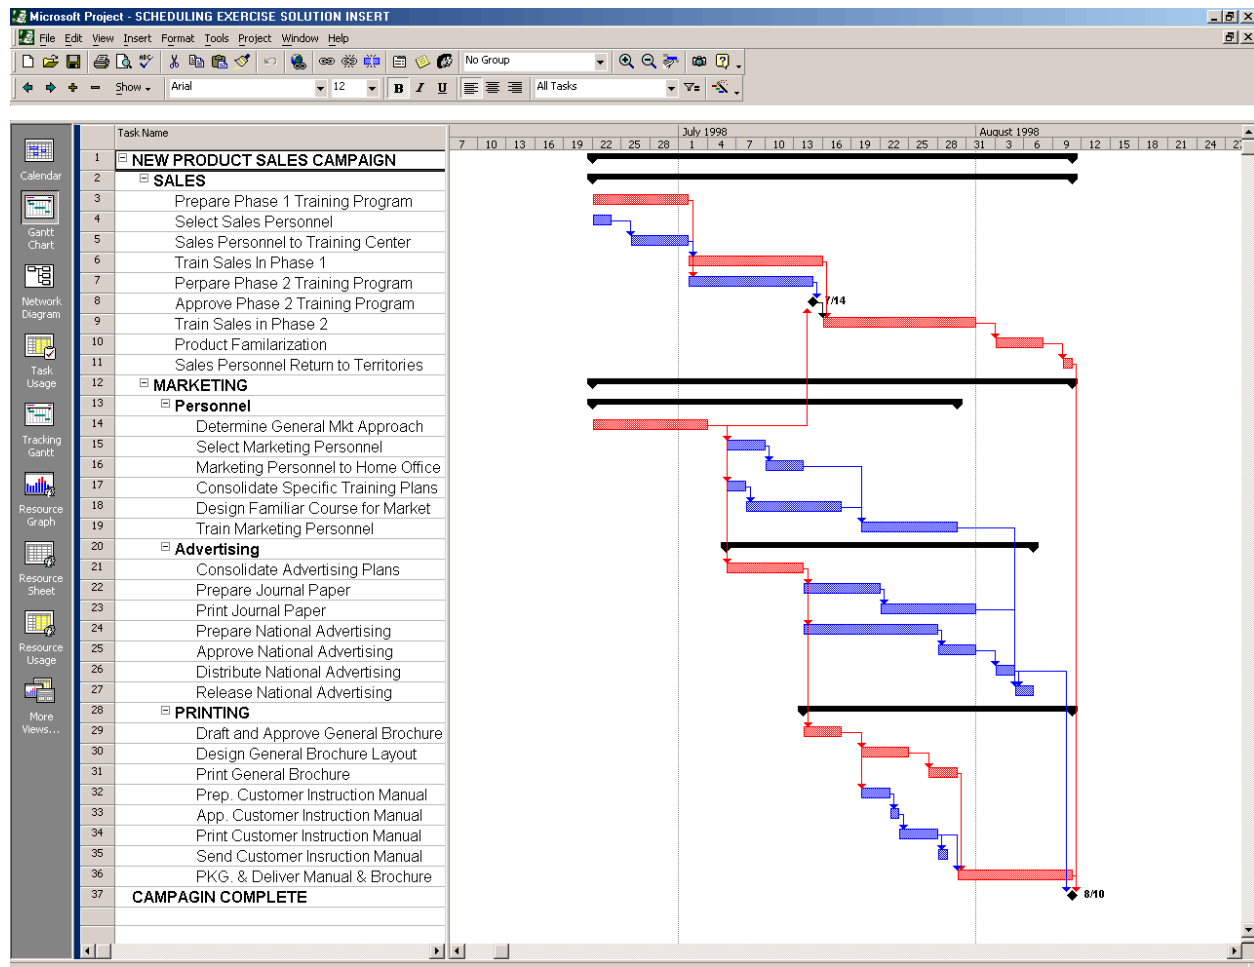 Microsoft Project - SCHEDULING EXERCISE SOLUTION INSERT
File Edit View Insert Format Tools Project Window Help
No Group
Show Arial 12 B I U All Tasks
Task Name July 1998 August 1998
7 10 13 16 19 22 25 28 1 4 7 10 13 16 19 22 25 28 31 3 6 9 12 15 18 21 24 27
1 NEW PRODUCT SALES CAMPAIGN
2 SALES
3 Prepare Phase 1 Training Program
4 Select Sales Personnel
5 Sales Personnel to Training Center
6 Train Sales In Phase 1
7 Perpare Phase 2 Training Program
8 Approve Phase 2 Training Program 7/14
9 Train Sales in Phase 2
10 Product Familarization
11 Sales Personnel Return to Territories
12 MARKETING
13 Personnel
14 Determine General Mkt Approach
15 Select Marketing Personnel
16 Marketing Personnel to Home Office
17 Consolidate Specific Training Plans
18 Design Familiar Course for Market
19 Train Marketing Personnel
20 Advertising
21 Consolidate Advertising Plans
22 Prepare Journal Paper
23 Print Journal Paper
24 Prepare National Advertising
25 Approve National Advertising
26 Distribute National Advertising
27 Release National Advertising
28 PRINTING
29 Draft and Approve General Brochure
30 Design General Brochure Layout
31 Print General Brochure
32 Prep. Customer Instruction Manual
33 App. Customer Instruction Manual
34 Print Customer Instruction Manual
35 Send Customer Insruction Manual
36 PKG. & Deliver Manual & Brochure
37 CAMPAGIN COMPLETE 8/10
Calendar
Gantt
Chart
Network
Diagram
Task
Usage
Tracking
Gantt
Resource
Graph
Resource
Sheet
Resource
Usage
More
Views...